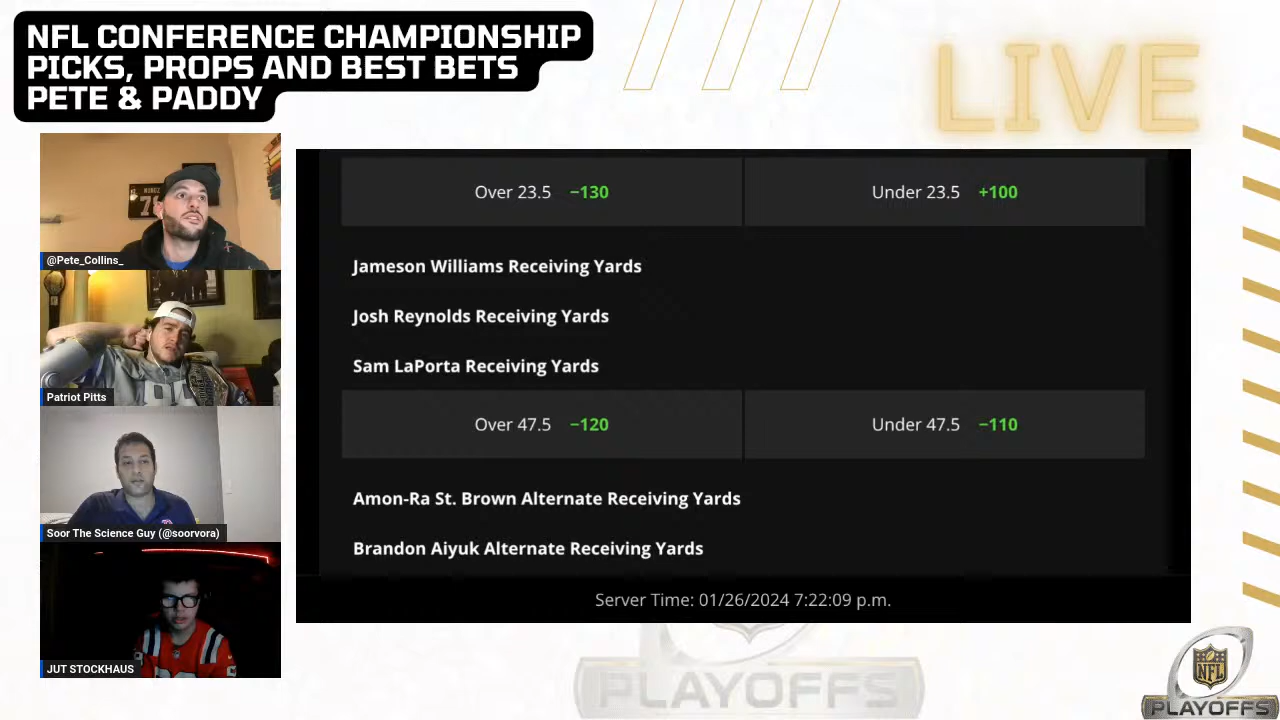 NFL CONFERENCE CHAMPIONSHIP
PICKS, PROPS AND BEST BETS
PETE & PADDY
LIVE
@Pete_Collins_
Patriot Pitts
Soor The Science Guy (@soorvora)
JUT STOCKHAUS
Over 23.5 −130
Under 23.5 +100
Jameson Williams Receiving Yards
Josh Reynolds Receiving Yards
Sam LaPorta Receiving Yards
Over 47.5 −120
Under 47.5 −110
Amon-Ra St. Brown Alternate Receiving Yards
Brandon Aiyuk Alternate Receiving Yards
Server Time: 01/26/2024 7:22:09 p.m.
PLAYOFFS
NFL
PLAYOFFS